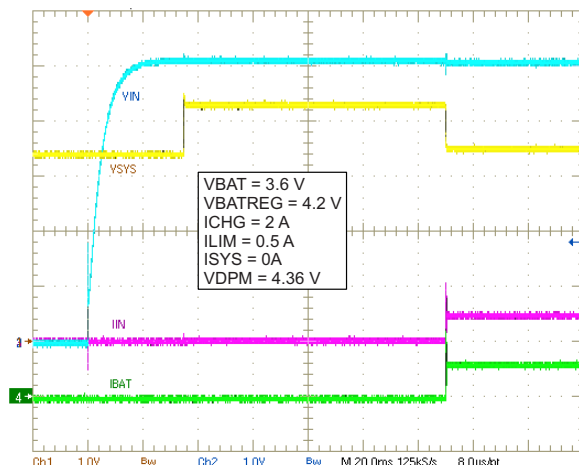 VIN
VSYS
VBAT = 3.6 V
VBATREG = 4.2 V
ICHG = 2 A
ILIM = 0.5 A
ISYS = 0A
VDPM = 4.36 V
IIN
IBAT
4
Ch1 1.0V Bw Ch2 1.0V Bw M 20.0ms 125kS/s 8.0µs/pt